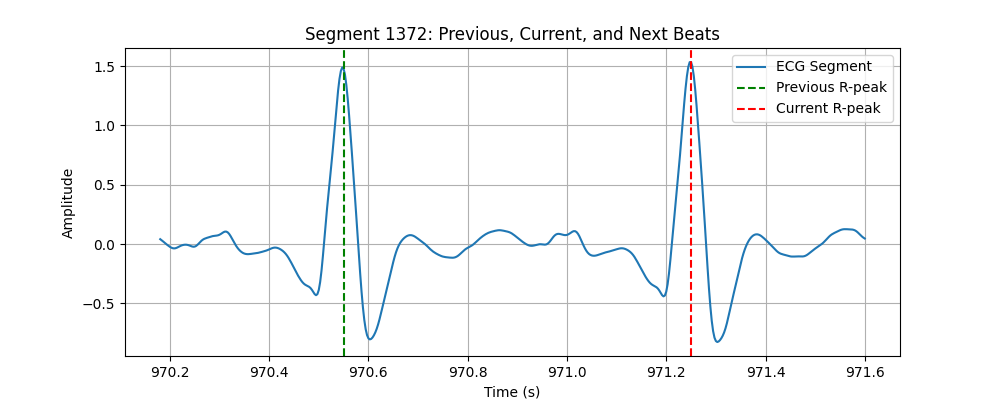 Segment 1372: Previous, Current, and Next Beats
ECG Segment
Previous R-peak
Current R-peak
1.5
1.0
0.5
0.0
−0.5
Amplitude
970.2 970.4 970.6 970.8 971.0 971.2 971.4 971.6
Time (s)